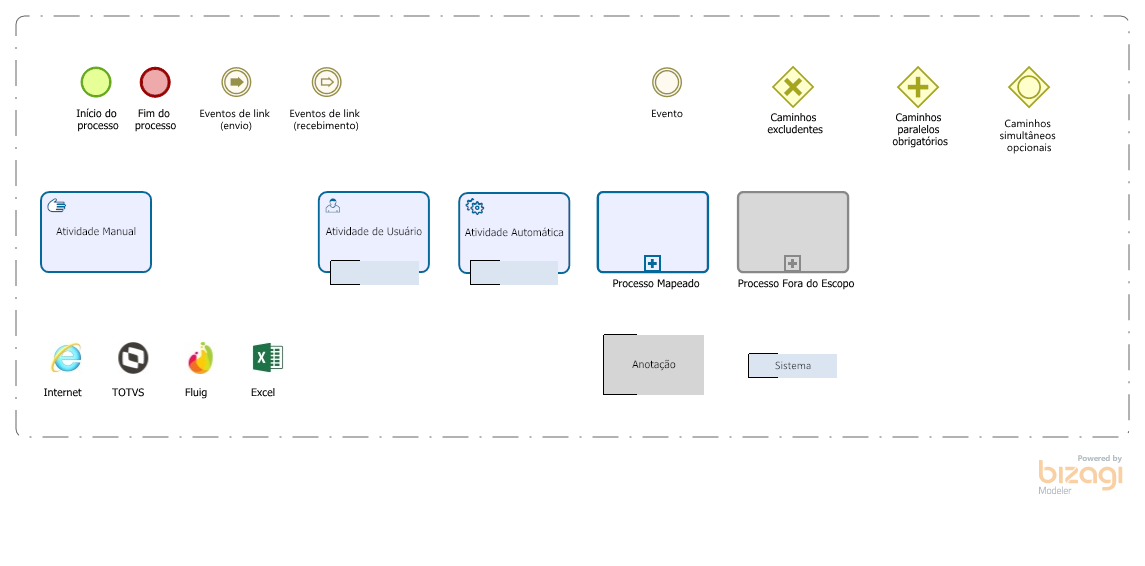 Início do
processo
Fim do
processo
Eventos de link
(envio)
Eventos de link
(recebimento)
Evento
Caminhos
excludentes
Caminhos
paralelos
obrigatórios
Caminhos
simultâneos
opcionais
Atividade Manual
Atividade de Usuário
Atividade Automática
Processo Mapeado
Processo Fora do Escopo
Anotação
Sistema
X
Internet
TOTVS
Fluig
Excel
Powered by
bizagi
Modeler